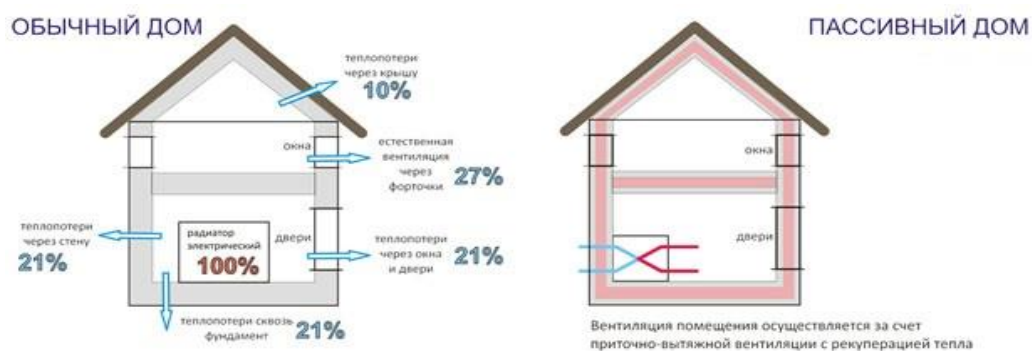 ОБЫЧНЫЙ ДОМ
теплопотери
через крышу
10%
окна
естественная
вентиляция
через
форточки
27%
теплопотери
через стену
21%
радиатор
электрический
100%
двери
теплопотери
через окна
и двери
21%
теплопотери сквозь
фундамент
21%
ПАССИВНЫЙ ДОМ
окна
двери
Вентиляция помещения осуществляется за счет
приточно-вытяжной вентиляции с рекуперацией тепла